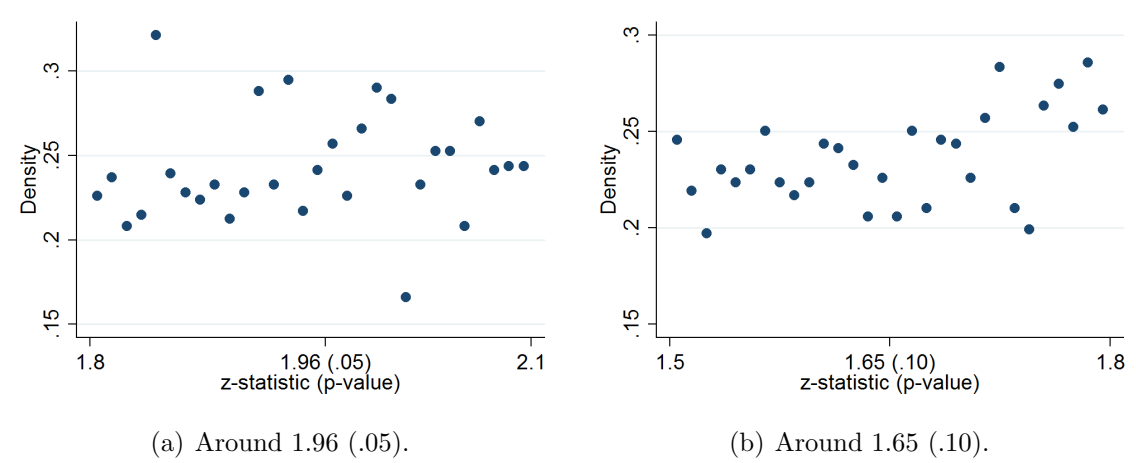 .3
.25
.2
.15
Density
1.8
1.96 (.05)
2.1
z-statistic (p-value)
(a) Around 1.96 (.05).
.3
.25
.2
.15
Density
1.5
1.65 (.10)
1.8
z-statistic (p-value)
(b) Around 1.65 (.10).